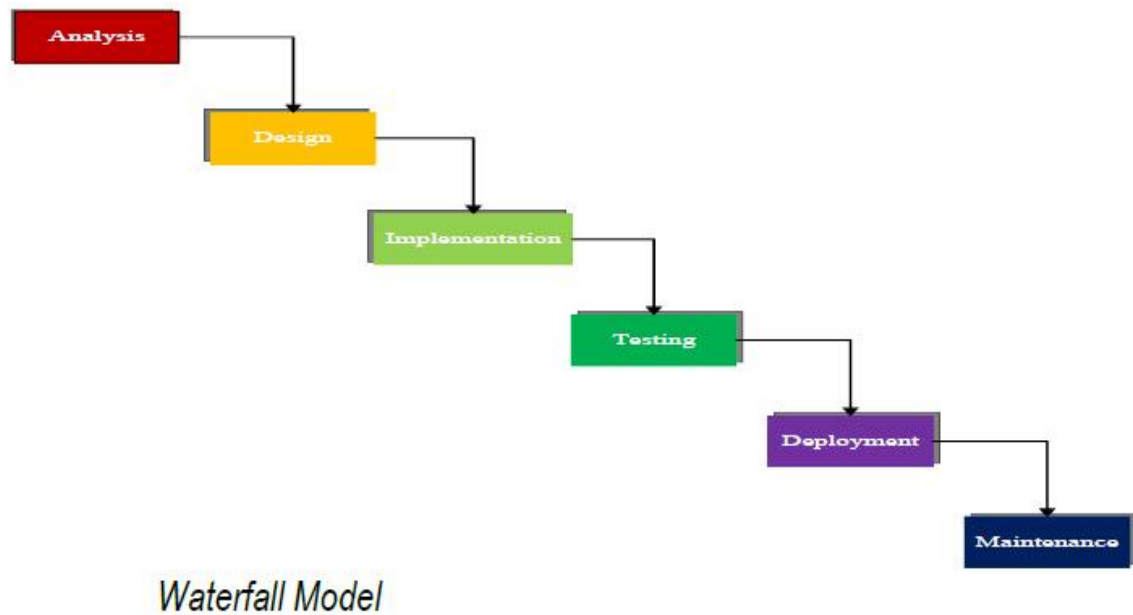 Analysis
Design
Implementation
Testing
Deployment
Maintenance
Waterfall Model